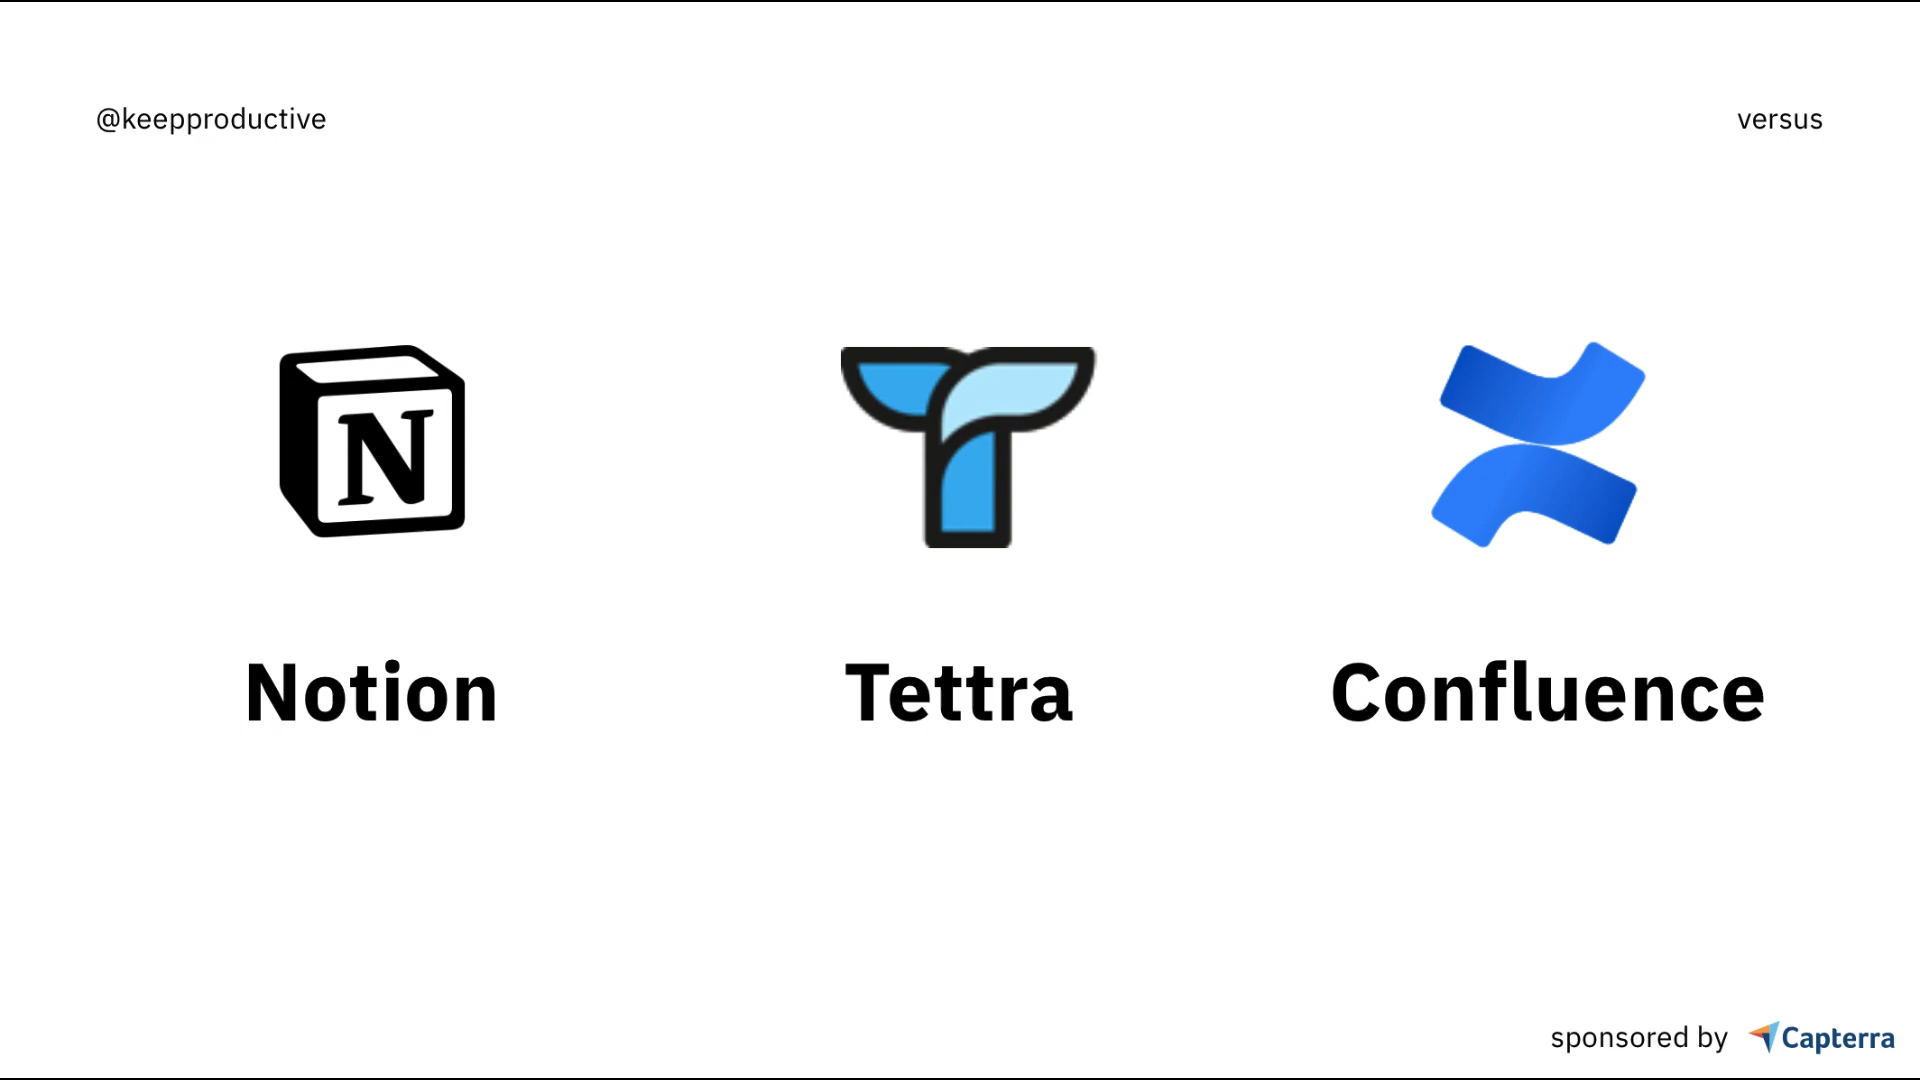 @keepproductive
versus
N
Notion
Tettra
Confluence
sponsored by Capterra